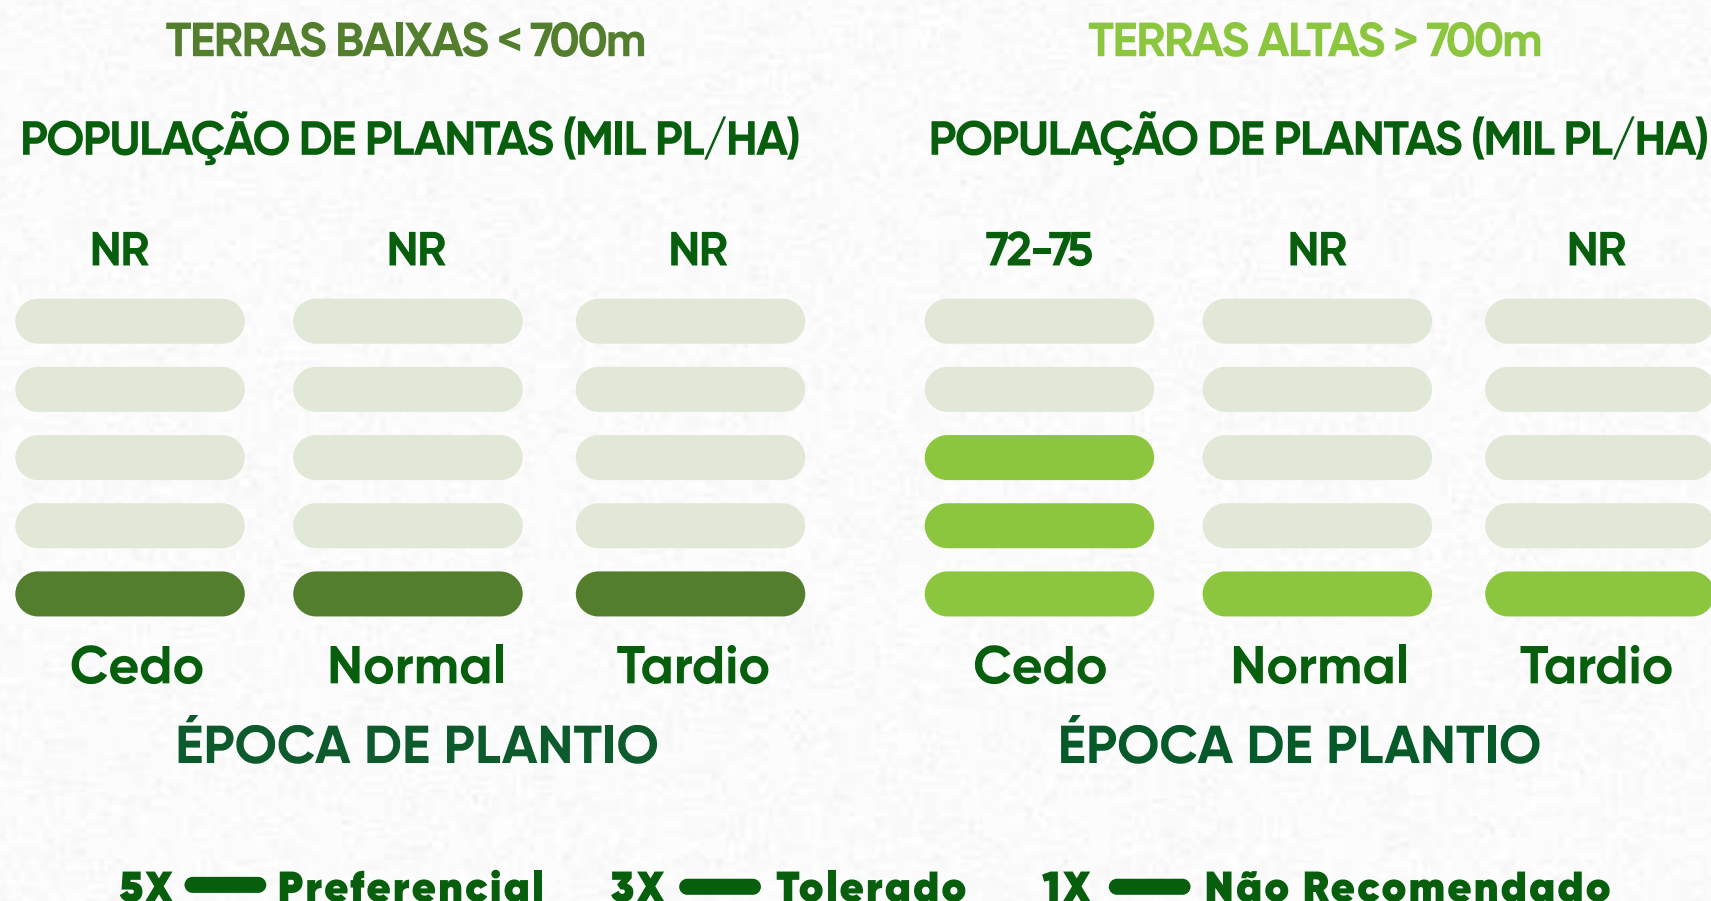 TERRAS BAIXAS < 700m
POPULAÇÃO DE PLANTAS (MIL PL/HA)
NR NR NR
Cedo Normal Tardio
ÉPOCA DE PLANTIO
TERRAS ALTAS > 700m
POPULAÇÃO DE PLANTAS (MIL PL/HA)
72-75 NR NR
Cedo Normal Tardio
ÉPOCA DE PLANTIO
5X Preferencial 3X Tolerado 1X Não Recomendado